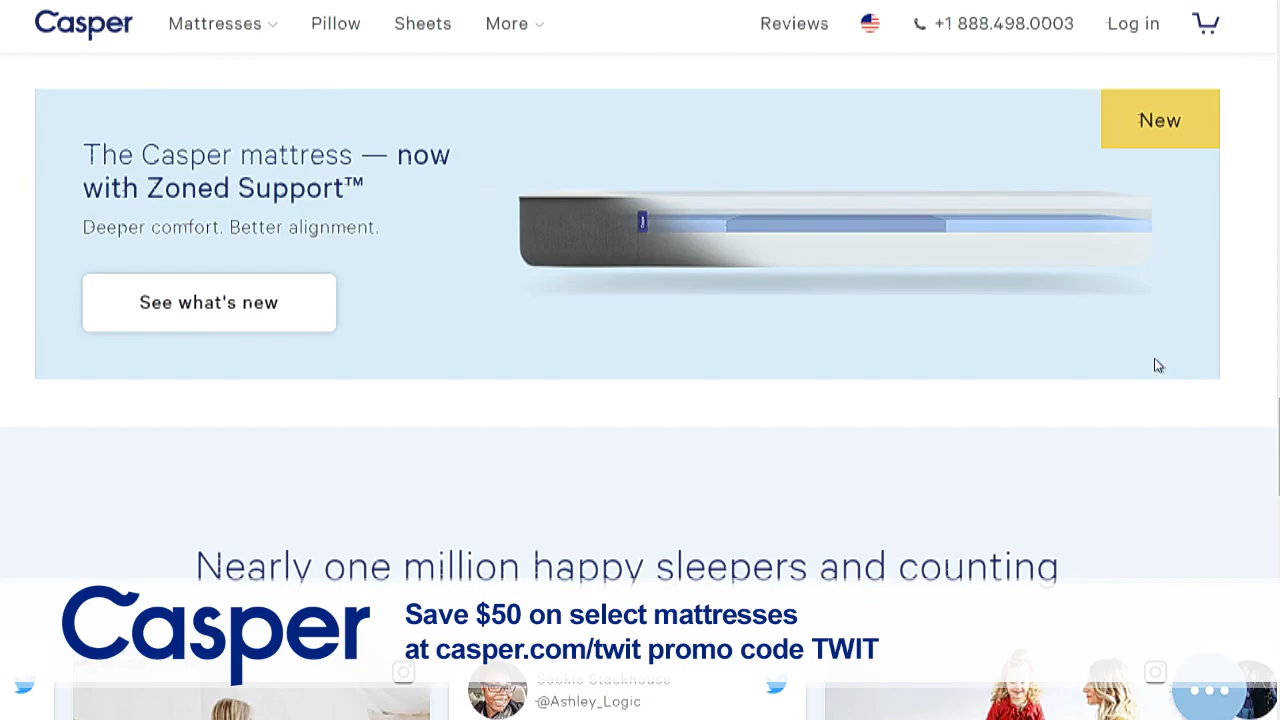 Casper Mattresses Pillow Sheets More Reviews +1 888.498.0003 Log in
New
The Casper mattress — now
with Zoned Support™
Deeper comfort. Better alignment.
See what's new
Nearly one million happy sleepers and counting
Casper
Save $50 on select mattresses
at casper.com/twit promo code TWIT
Sookie Stackhouse
@Ashley_Logic